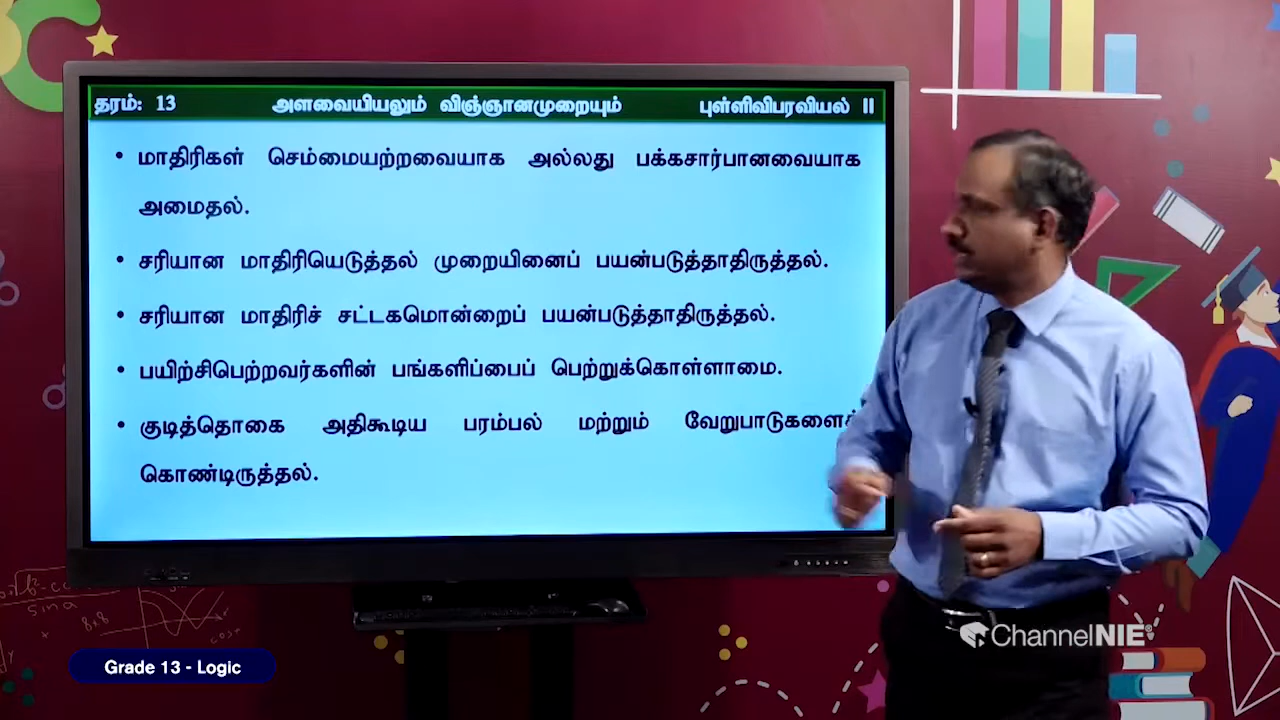 தரம்: 13 அளவையியலும் விஞ்ஞானமுறையும் புள்ளிவிபரவியல் II
• மாதிரிகள் செம்மையற்றவையாக அல்லது பக்கசார்பானவையாக
அமைதல்.
• சரியான மாதிரியெடுத்தல் முறையினைப் பயன்படுத்தாதிருத்தல்.
• சரியான மாதிரிச் சட்டகமொன்றைப் பயன்படுத்தாதிருத்தல்.
• பயிற்சிபெற்றவர்களின் பங்களிப்பைப் பெற்றுக்கொள்ளாமை.
• குடித்தொகை அதிகூடிய பரம்பல் மற்றும் வேறுபாடுகளைக்
கொண்டிருத்தல்.
ChannelNIE
Grade 13 - Logic